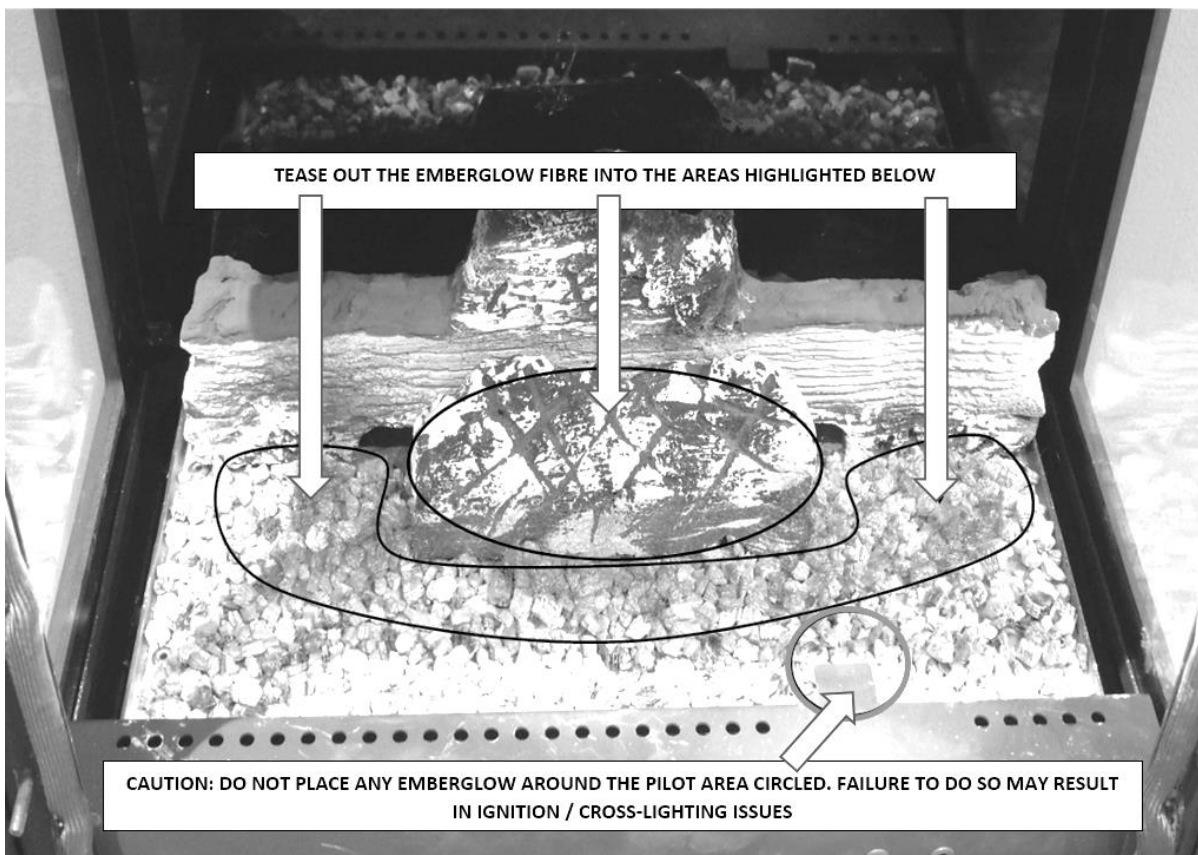 TEASE OUT THE EMBERGLOW FIBRE INTO THE AREAS HIGHLIGHTED BELOW
CAUTION: DO NOT PLACE ANY EMBERGLOW AROUND THE PILOT AREA CIRCLED. FAILURE TO DO SO MAY RESULT
IN IGNITION / CROSS-LIGHTING ISSUES